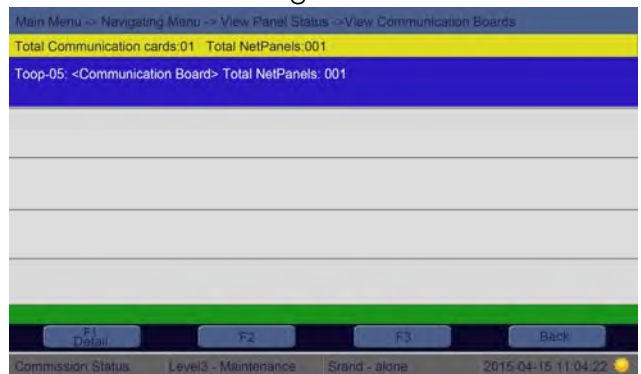 Main Menu -> Navigating Menu -> View Panel Status ->View Communication Boards
Total Communication cards:01 Total NetPanels:001
Toop-05: <Communication Board> Total NetPanels: 001
F1
Detail
F2
F3
Back
Commission Status Level3 - Maintenance Srand - alone 2015-04-15 11:04:22